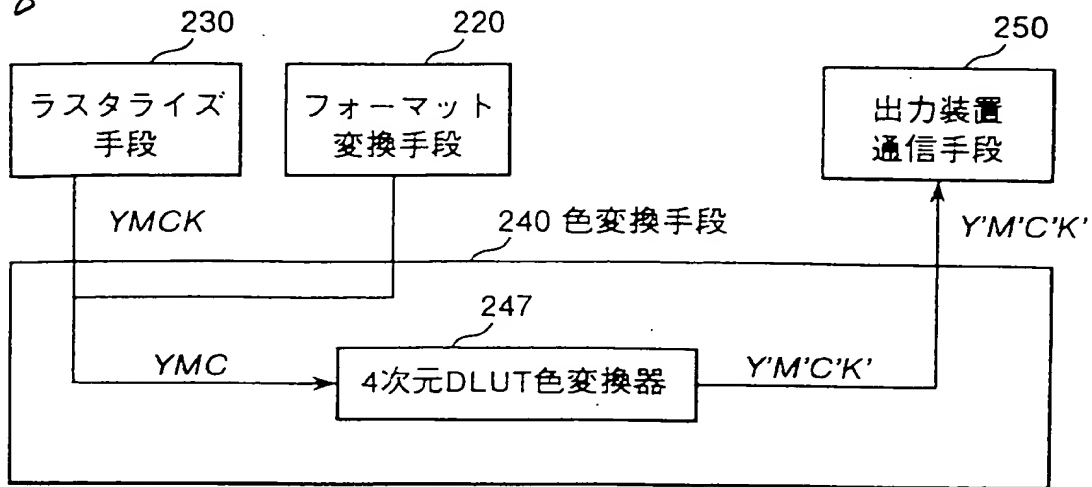 230
220
250
ラスタライズ
手段
フォーマット
変換手段
出力装置
通信手段
YMCK
240 色変換手段
Y'M'C'K'
247
YMC
4次元DLUT色変換器
Y'M'C'K'